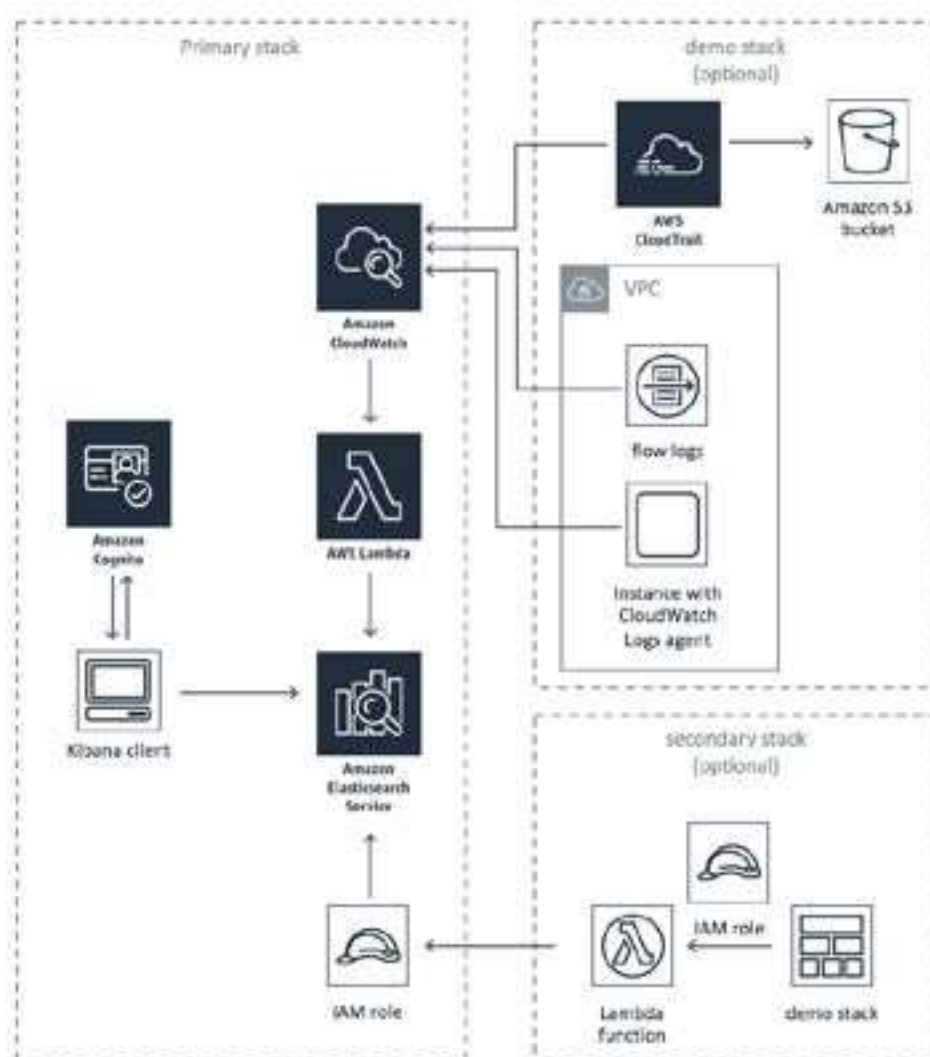 Primary stack
demo stack
(optional)
AWS
CloudTrail
Amazon S3
bucket
Amazon
CloudWatch
VPC
flow logs
Amazon
Cognito
AWS Lambda
Instance with
CloudWatch
Logs agent
Kibana client
Amazon
Elasticsearch
Service
secondary stack
(optional)
IAM role
IAM role
Lambda
function
demo stack